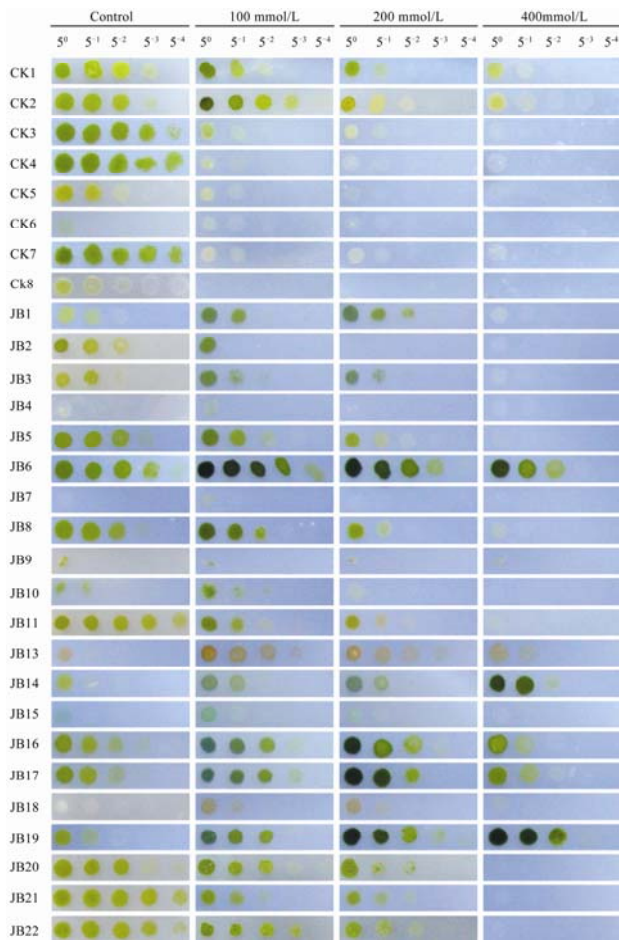 Control 100 mmol/L 200 mmol/L 400mmol/L
5⁰ 5⁻¹ 5⁻² 5⁻³ 5⁻⁴ 5⁰ 5⁻¹ 5⁻² 5⁻³ 5⁻⁴ 5⁰ 5⁻¹ 5⁻² 5⁻³ 5⁻⁴ 5⁰ 5⁻¹ 5⁻² 5⁻³ 5⁻⁴
CK1
CK2
CK3
CK4
CK5
CK6
CK7
Ck8
JB1
JB2
JB3
JB4
JB5
JB6
JB7
JB8
JB9
JB10
JB11
JB13
JB14
JB15
JB16
JB17
JB18
JB19
JB20
JB21
JB22